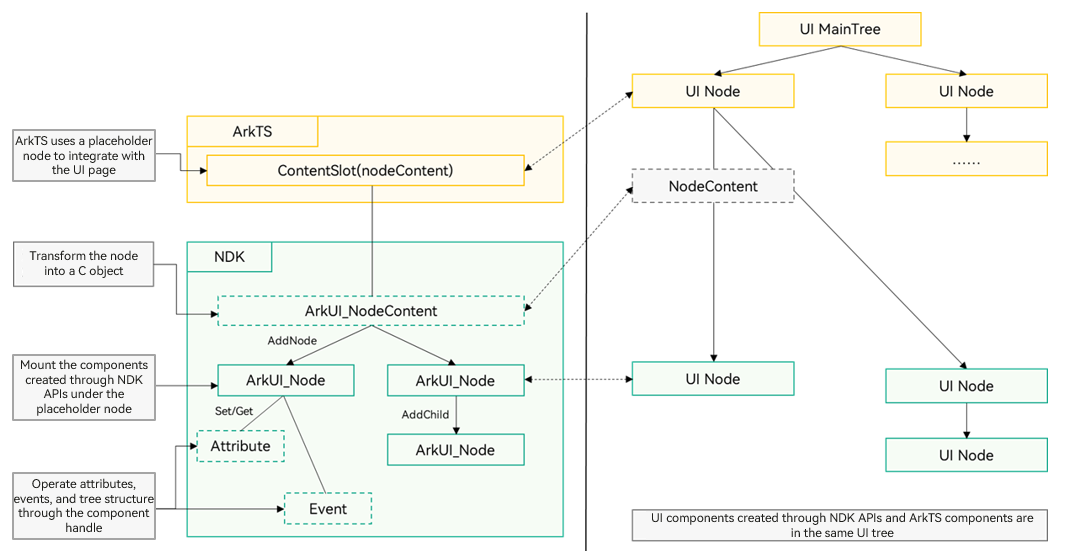 UI MainTree
UI Node
UI Node
ArkTS
ArkTS uses a placeholder
node to integrate with
the UI page
ContentSlot(nodeContent)
......
NodeContent
Transform the node
into a C object
NDK
ArkUI_NodeContent
AddNode
Mount the components
created through NDK
APIs under the
placeholder node
ArkUI_Node
ArkUI_Node
UI Node
UI Node
Set/Get
AddChild
Attribute
ArkUI_Node
UI Node
Operate attributes,
events, and tree structure
through the component
handle
Event
UI components created through NDK APIs and ArkTS components are
in the same UI tree